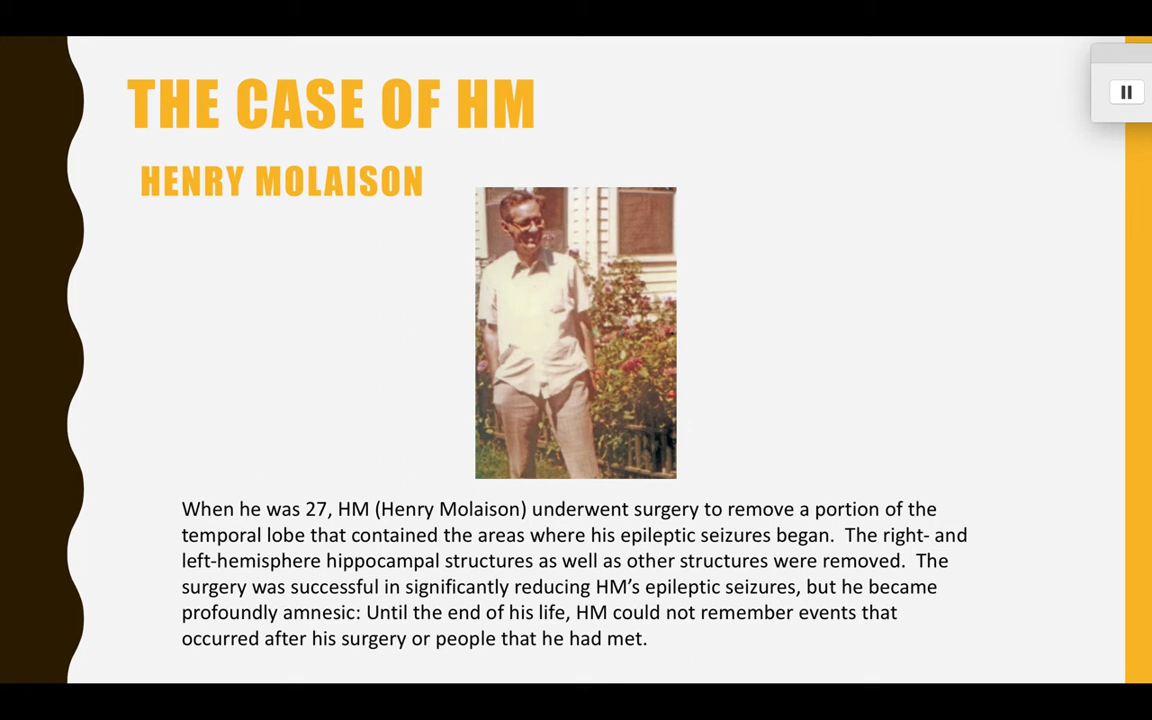 THE CASE OF HM
HENRY MOLAISON
When he was 27, HM (Henry Molaison) underwent surgery to remove a portion of the
temporal lobe that contained the areas where his epileptic seizures began.  The right- and
left-hemisphere hippocampal structures as well as other structures were removed.  The
surgery was successful in significantly reducing HM’s epileptic seizures, but he became
profoundly amnesic: Until the end of his life, HM could not remember events that
occurred after his surgery or people that he had met.